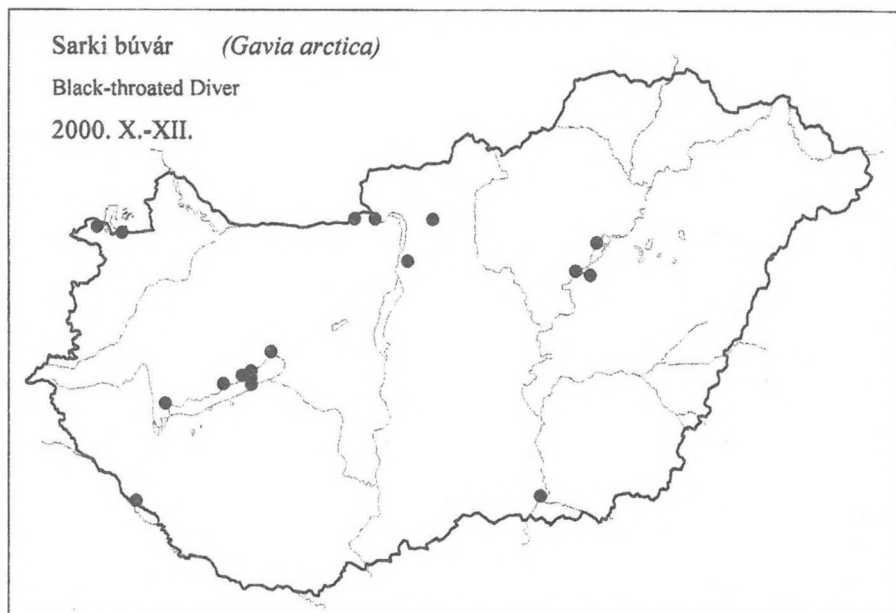 Sarki búvár (Gavia arctica)
Black-throated Diver
2000. X.-XII.